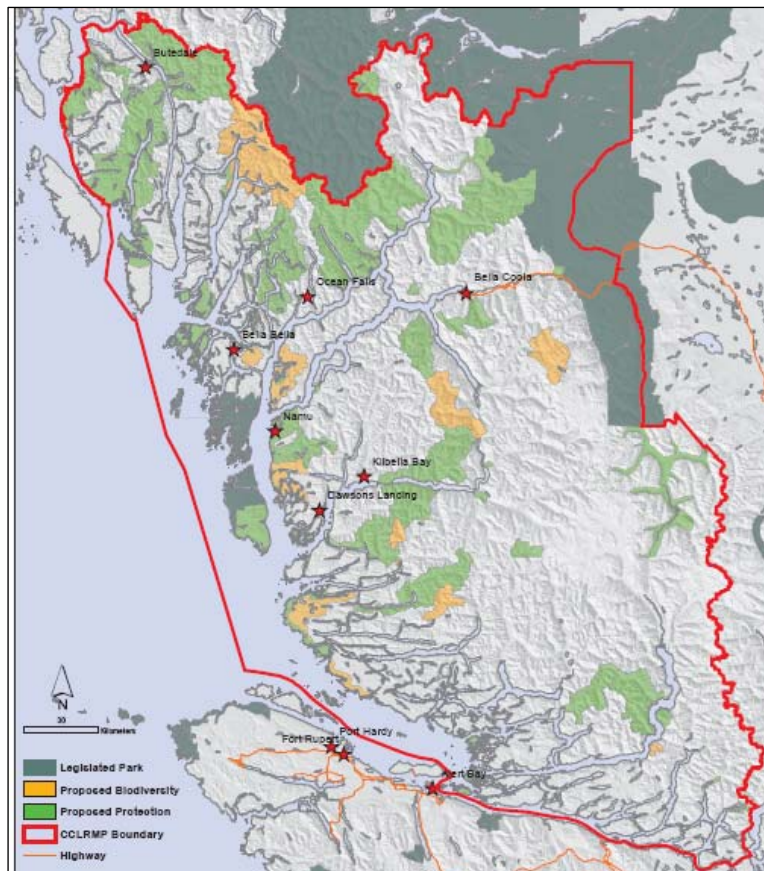 Butedale
Ocean Falls
Bella Coola
Bella Bella
Namu
Kilbella Bay
Dawsons Landing
Port Hardy
Fort Rupert
Alert Bay
N
30
Kilometers
Legislated Park
Proposed Biodiversity
Proposed Protection
CCLRMP Boundary
Highway